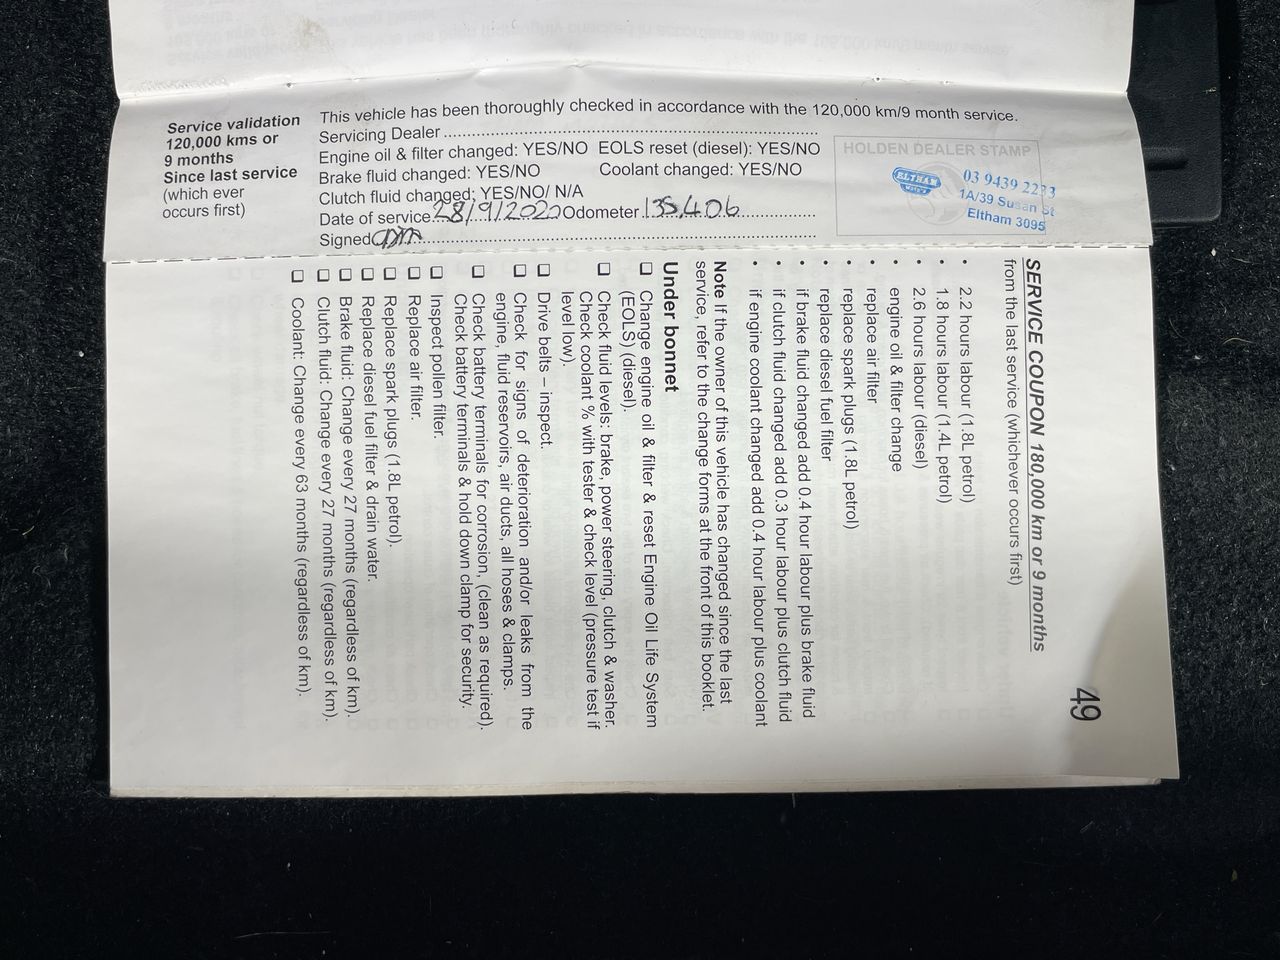 Service validation
120,000 kms or
9 months
Since last service
(which ever
occurs first)
This vehicle has been thoroughly checked in accordance with the 120,000 km/9 month service.
Servicing Dealer
Engine oil & filter changed: YES/NO EOLS reset (diesel): YES/NO
Brake fluid changed: YES/NO Coolant changed: YES/NO
Clutch fluid changed: YES/NO/ N/A
Date of service 28/9/2020 Odometer 135,406
Signed
HOLDEN DEALER STAMP
ELTHAM
03 9439 2233
1A/39 Susan St
Eltham 3095
49
SERVICE COUPON 180,000 km or 9 months
from the last service (whichever occurs first)
• 2.2 hours labour (1.8L petrol)
• 1.8 hours labour (1.4L petrol)
• 2.6 hours labour (diesel)
• engine oil & filter change
• replace air filter
• replace spark plugs (1.8L petrol)
• replace diesel fuel filter
• if brake fluid changed add 0.4 hour labour plus brake fluid
• if clutch fluid changed add 0.3 hour labour plus clutch fluid
• if engine coolant changed add 0.4 hour labour plus coolant
Note If the owner of this vehicle has changed since the last
service, refer to the change forms at the front of this booklet.
Under bonnet
❑ Change engine oil & filter & reset Engine Oil Life System
(EOLS) (diesel).
❑ Check fluid levels: brake, power steering, clutch & washer.
Check coolant % with tester & check level (pressure test if
level low).
❑ Drive belts – inspect.
❑ Check for signs of deterioration and/or leaks from the
engine, fluid reservoirs, air ducts, all hoses & clamps.
❑ Check battery terminals for corrosion, (clean as required).
Check battery terminals & hold down clamp for security.
❑ Inspect pollen filter.
❑ Replace air filter.
❑ Replace spark plugs (1.8L petrol).
❑ Replace diesel fuel filter & drain water.
❑ Brake fluid: Change every 27 months (regardless of km).
❑ Clutch fluid: Change every 27 months (regardless of km).
❑ Coolant: Change every 63 months (regardless of km).